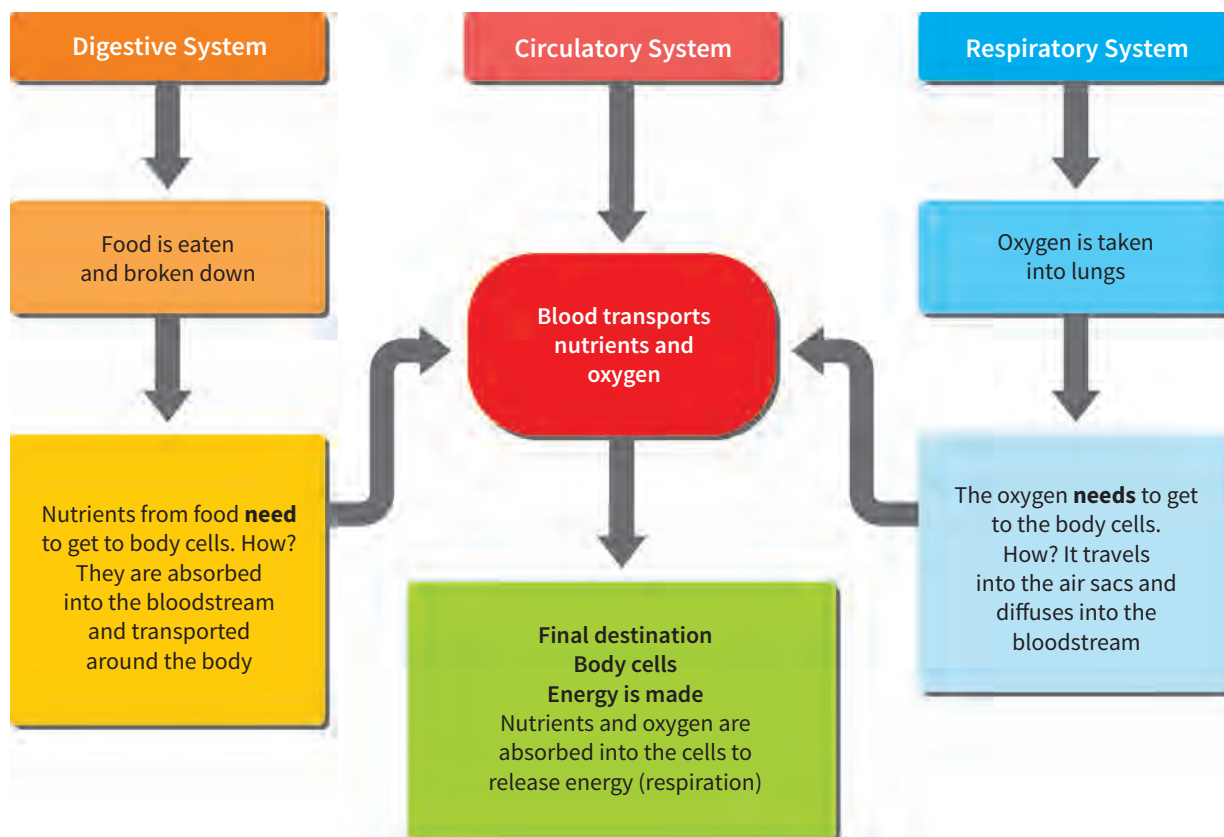 Digestive System
Circulatory System
Respiratory System
Food is eaten
and broken down
Oxygen is taken
into lungs
Blood transports
nutrients and
oxygen
Nutrients from food need
to get to body cells. How?
They are absorbed
into the bloodstream
and transported
around the body
The oxygen needs to get
to the body cells.
How? It travels
into the air sacs and
diffuses into the
bloodstream
Final destination
Body cells
Energy is made
Nutrients and oxygen are
absorbed into the cells to
release energy (respiration)